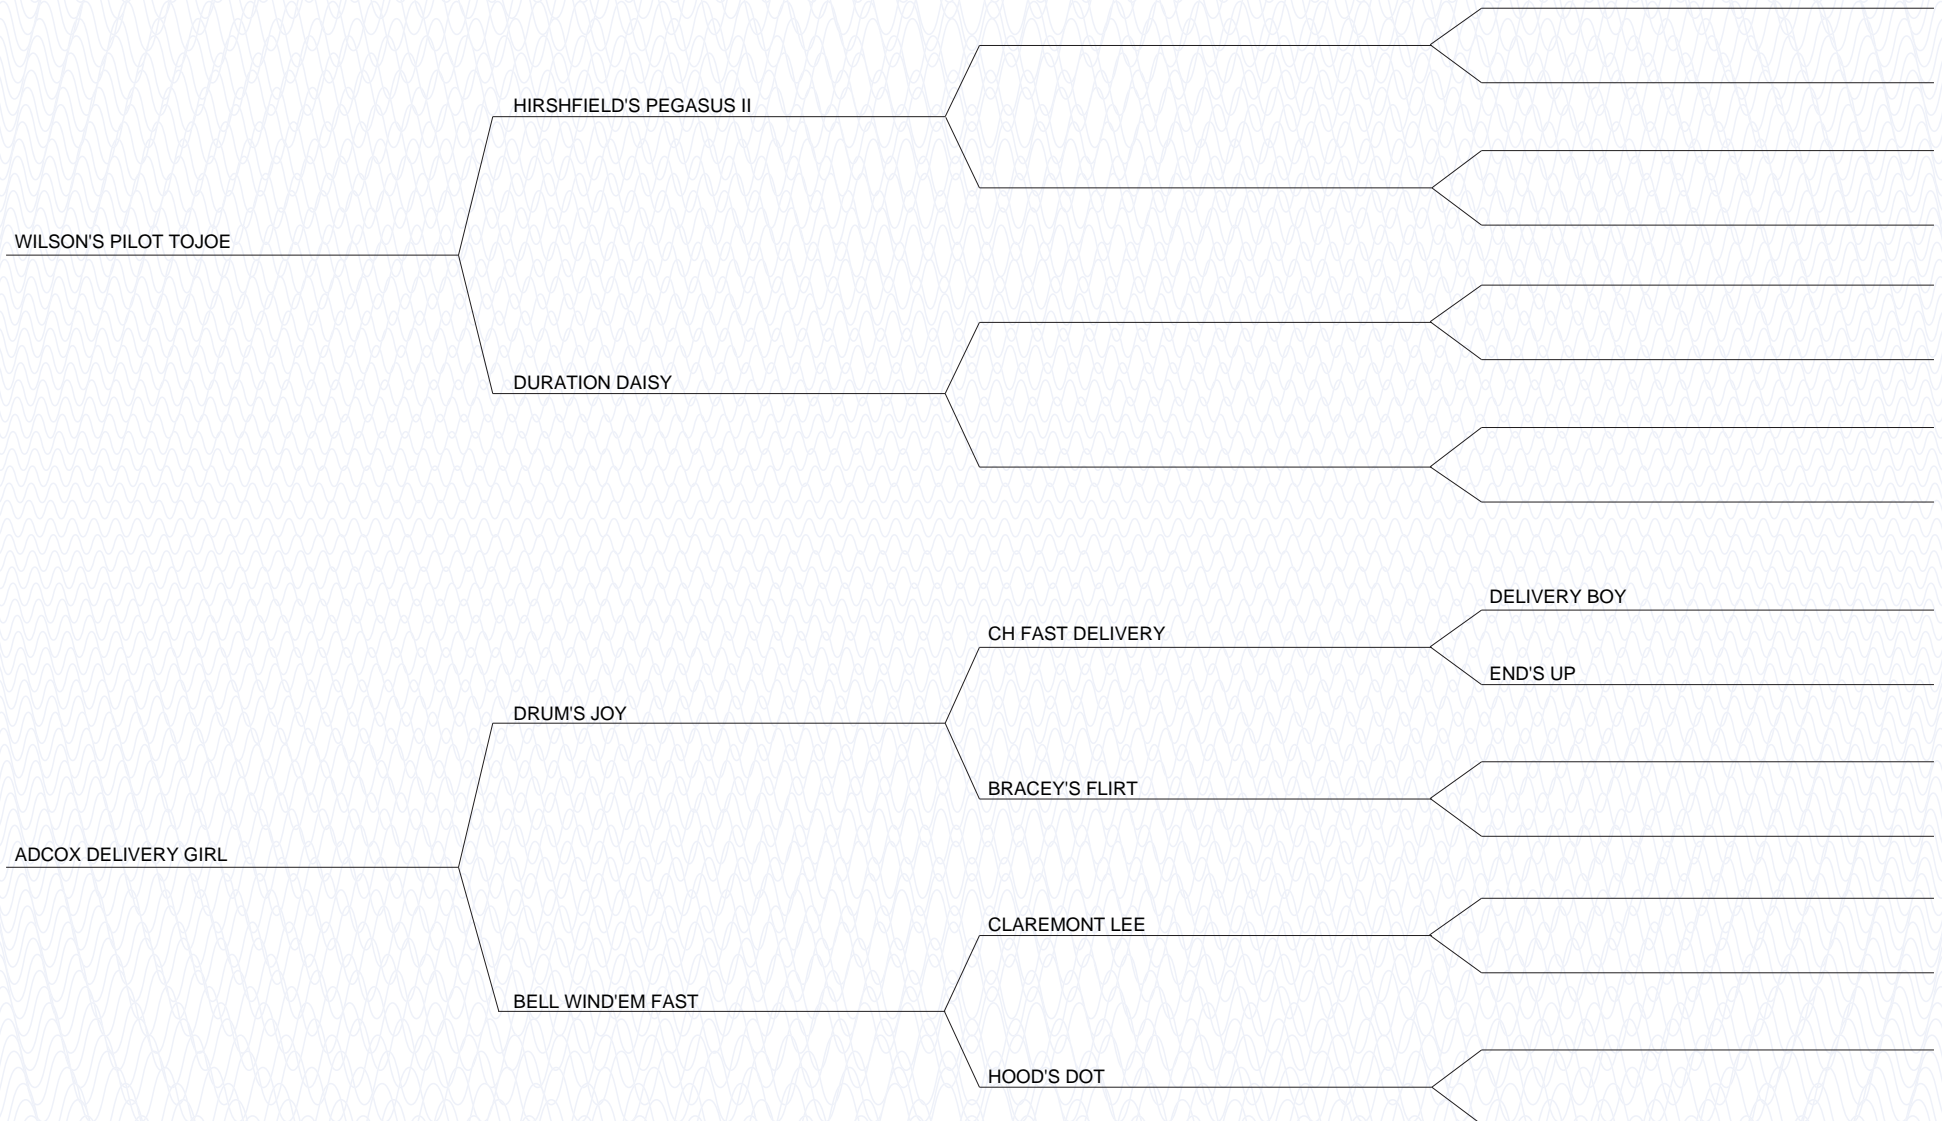 HIRSHFIELD'S PEGASUS II
WILSON'S PILOT TOJOE
DURATION DAISY
DELIVERY BOY
CH FAST DELIVERY
END'S UP
DRUM'S JOY
BRACEY'S FLIRT
ADCOX DELIVERY GIRL
CLAREMONT LEE
BELL WIND'EM FAST
HOOD'S DOT